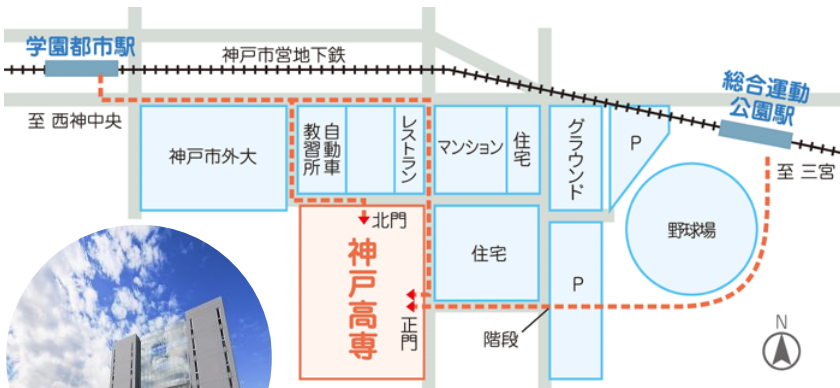 学園都市駅
神戸市営地下鉄
総合運動
公園駅
至 西神中央
至 三宮
神戸市外大
自動車
教習所
レストラン
マンション
住宅
グラウンド
P
野球場
北門
神戸高専
住宅
P
正門
階段
N